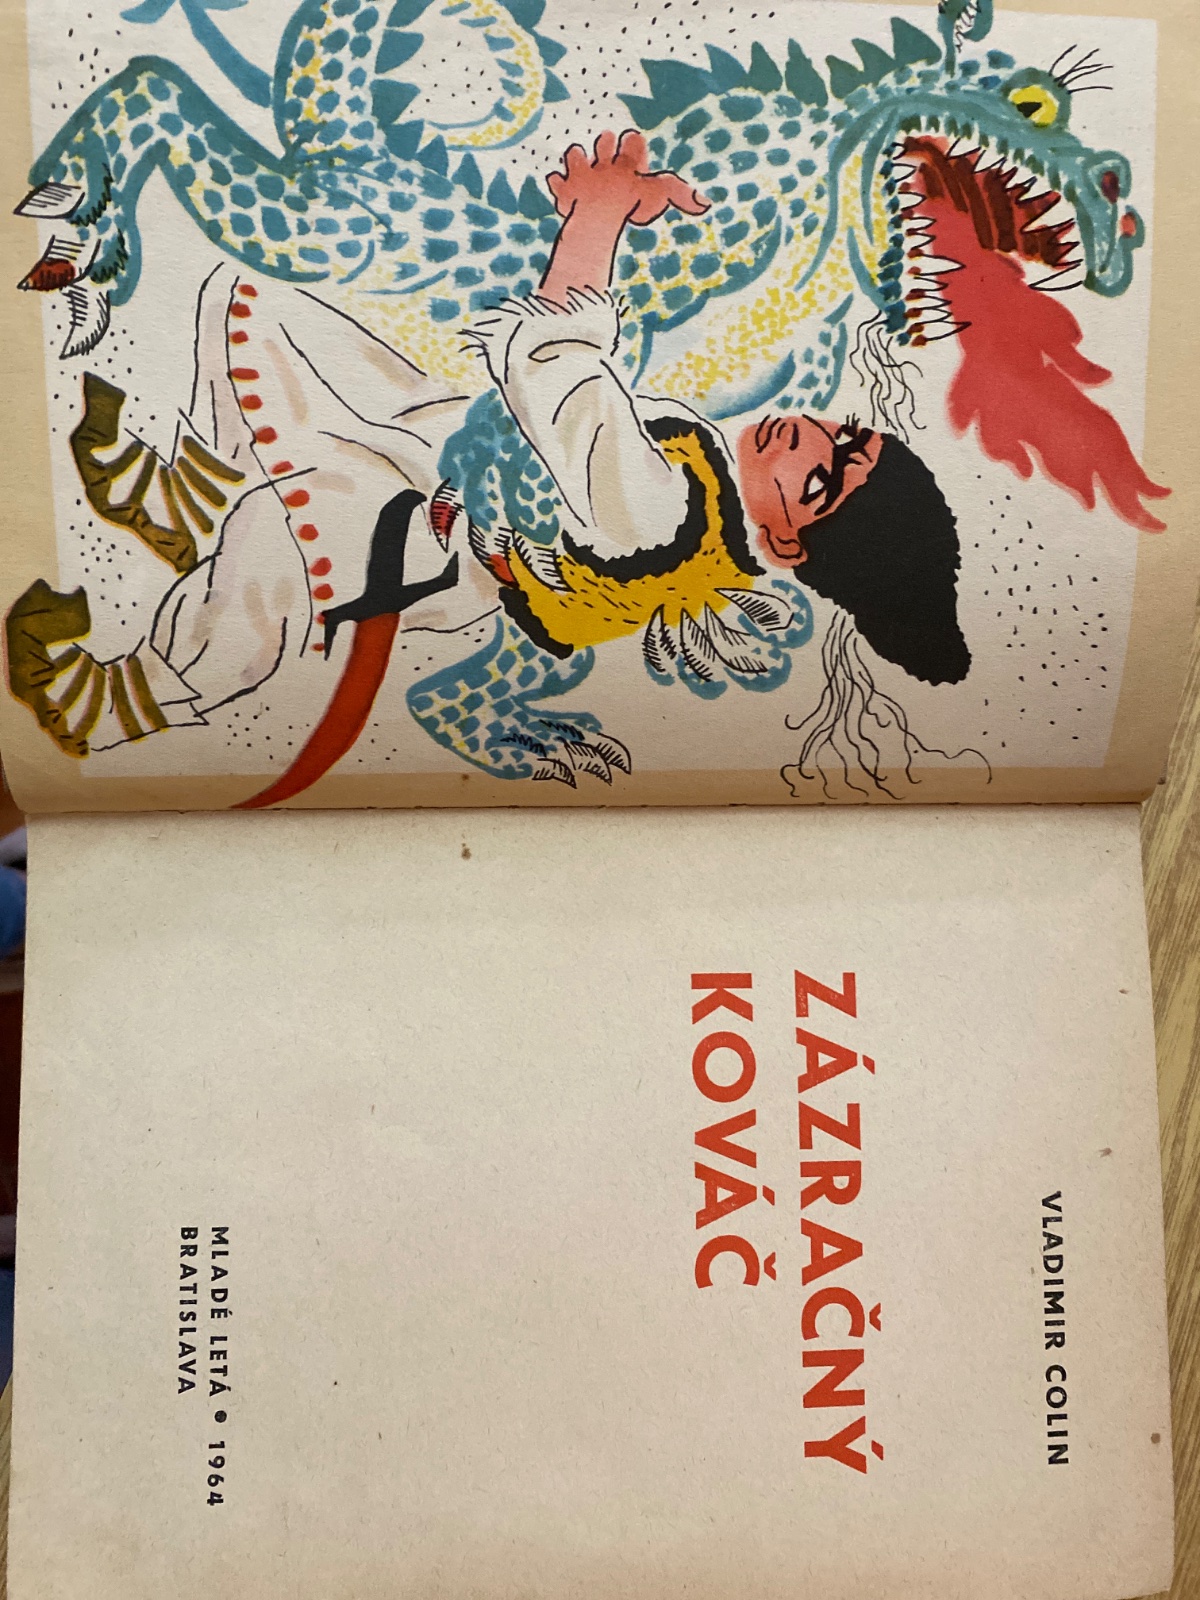 VLADIMIR COLIN
ZÁZRAČNÝ
KOVÁČ
MLADÉ LETÁ • 1964
BRATISLAVA